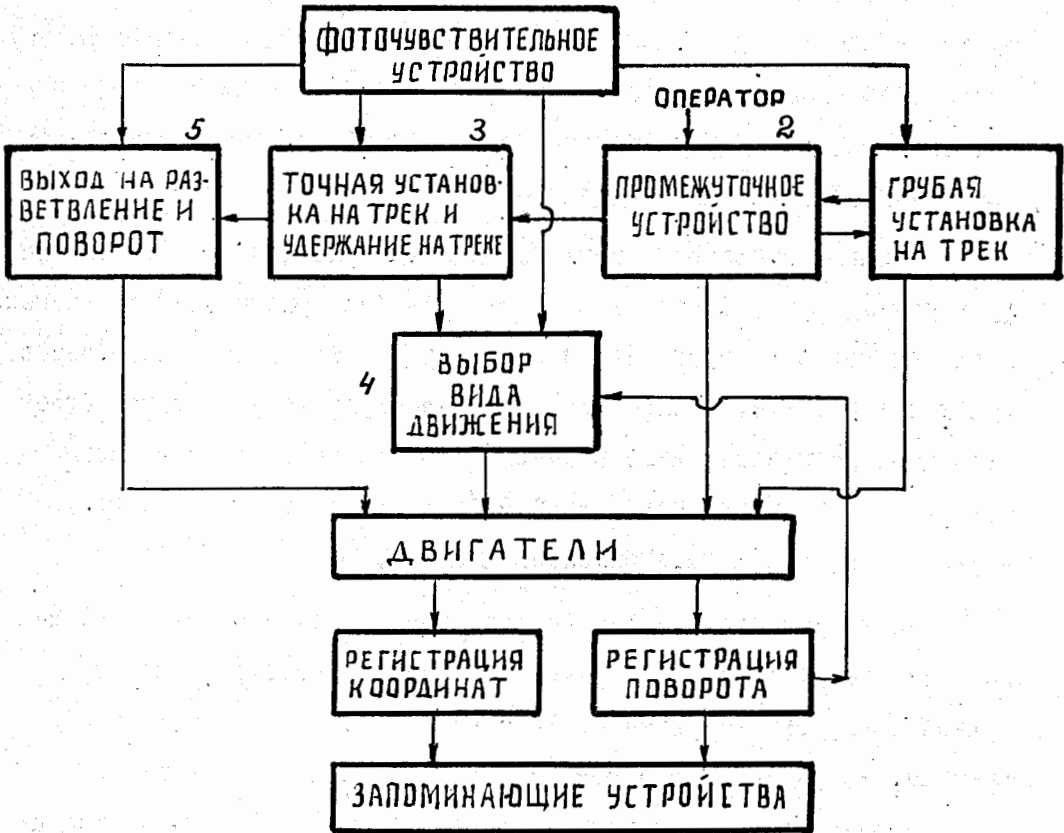 ФОТОЧУВСТВИТЕЛЬНОЕ
УСТРОЙСТВО
ОПЕРАТОР
5
3
2
ВЫХОД НА РАЗ-
ВЕТВЛЕНИЕ И
ПОВОРОТ
ТОЧНАЯ УСТАНОВ-
КА НА ТРЕК И
УДЕРЖАНИЕ НА ТРЕКЕ
ПРОМЕЖУТОЧНОЕ
УСТРОЙСТВО
ГРУБАЯ
УСТАНОВКА
НА ТРЕК
4
ВЫБОР
ВИДА
ДВИЖЕНИЯ
ДВИГАТЕЛИ
РЕГИСТРАЦИЯ
КООРДИНАТ
РЕГИСТРАЦИЯ
ПОВОРОТА
ЗАПОМИНАЮЩИЕ УСТРОЙСТВА